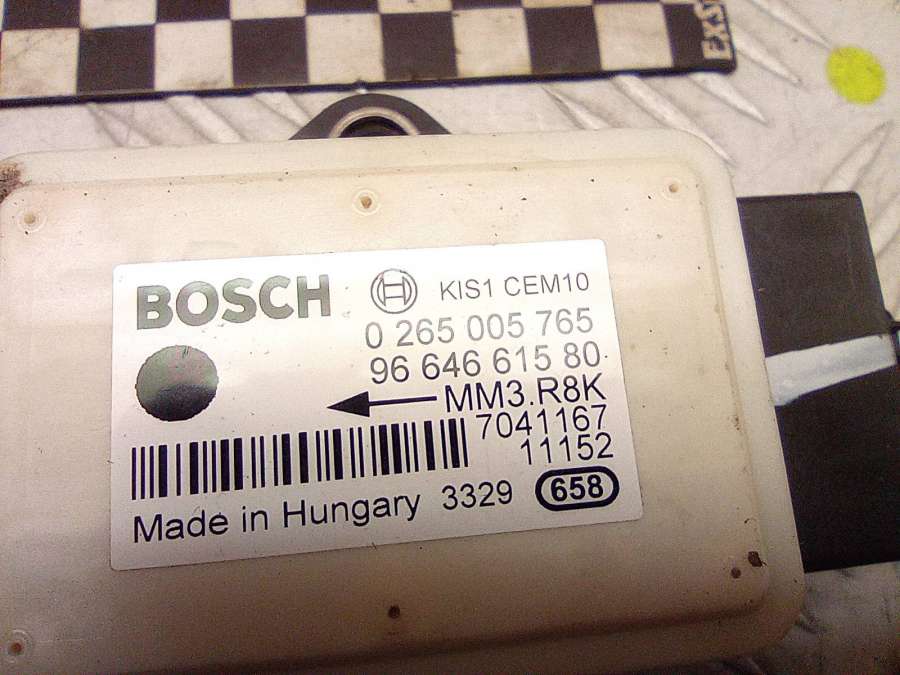 EXS
BOSCH
KIS1 CEM10
0 265 005 765
96 646 615 80
MM3.R8K
7041167
11152
Made in Hungary 3329 658